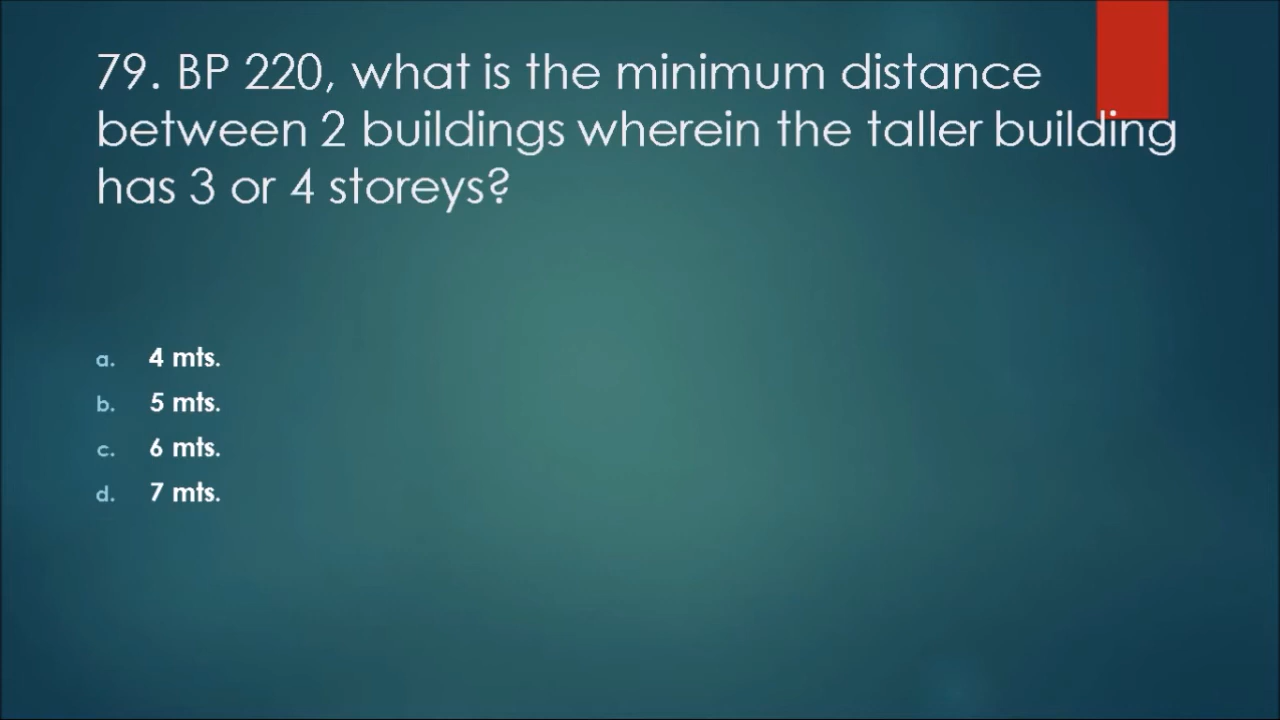 79. BP 220, what is the minimum distance
between 2 buildings wherein the taller building
has 3 or 4 storeys?
a. 4 mts.
b. 5 mts.
c. 6 mts.
d. 7 mts.